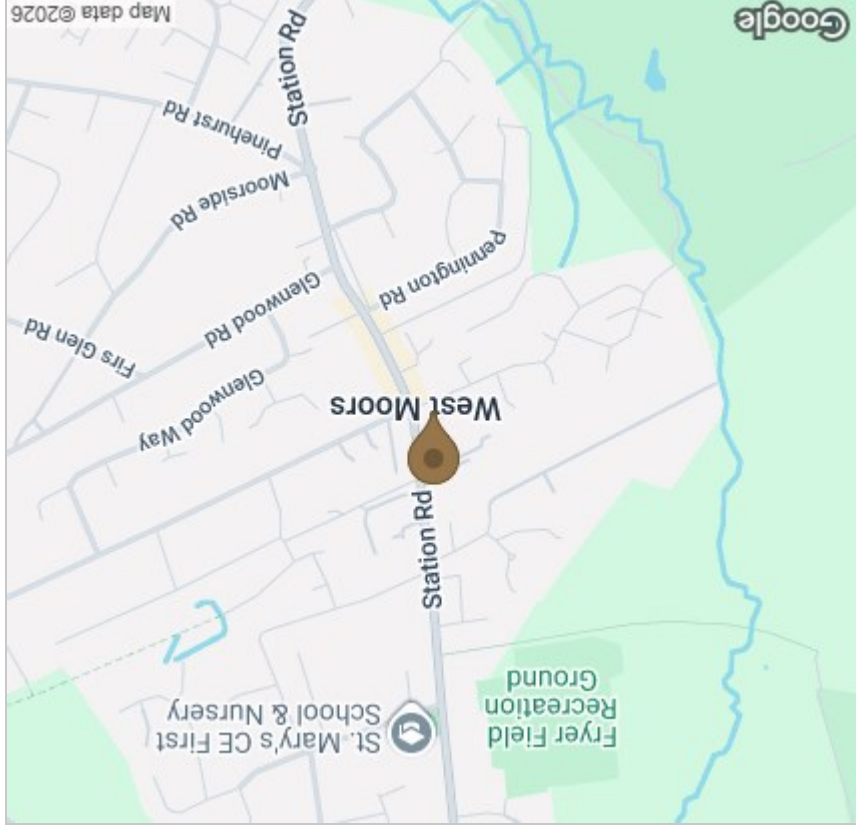 Fryer Field
Recreation
Ground
St. Mary's CE First
School & Nursery
Station Rd
West Moors
Glenwood Way
Firs Glen Rd
Glenwood Rd
Pennington Rd
Moorside Rd
Pinehurst Rd
Station Rd
Google
Map data ©2026